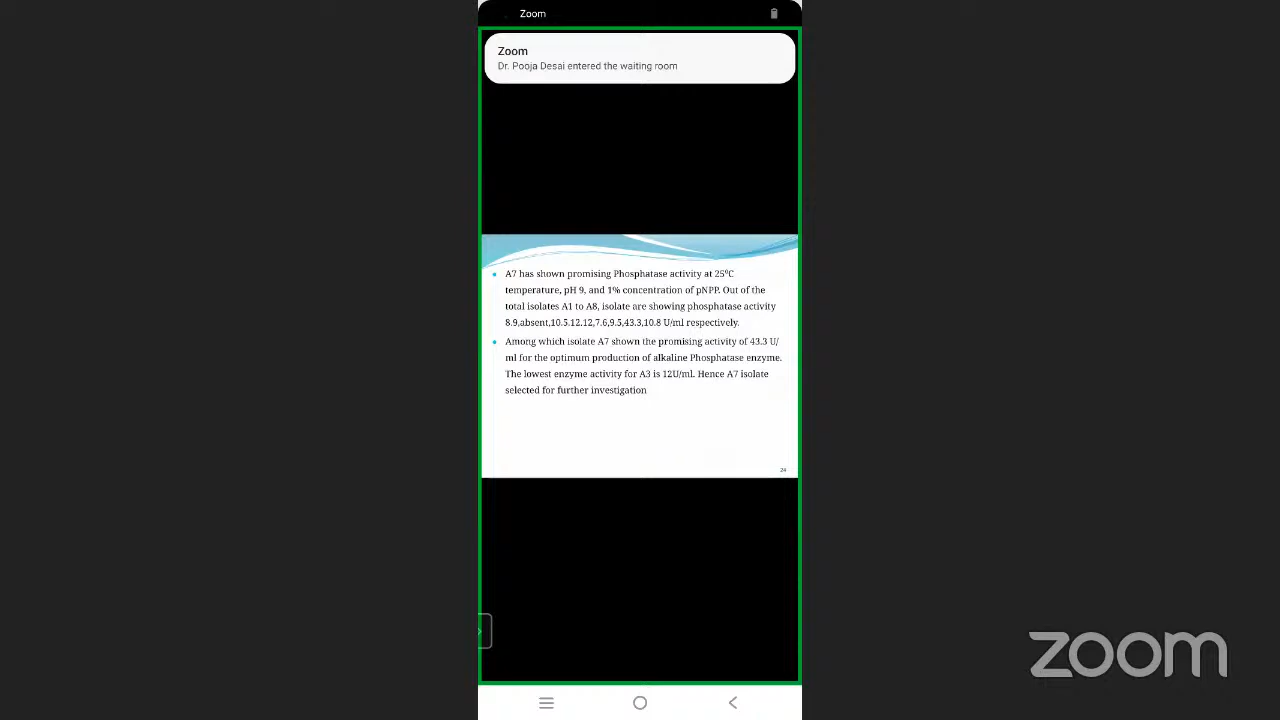 Zoom
Zoom
Dr. Pooja Desai entered the waiting room
A7 has shown promising Phosphatase activity at 25⁰C
temperature, pH 9, and 1% concentration of pNPP. Out of the
total isolates A1 to A8, isolate are showing phosphatase activity
8.9,absent,10.5.12.12,7.6,9.5,43.3,10.8 U/ml respectively.
Among which isolate A7 shown the promising activity of 43.3 U/
ml for the optimum production of alkaline Phosphatase enzyme.
The lowest enzyme activity for A3 is 12U/ml. Hence A7 isolate
selected for further investigation
24
zoom